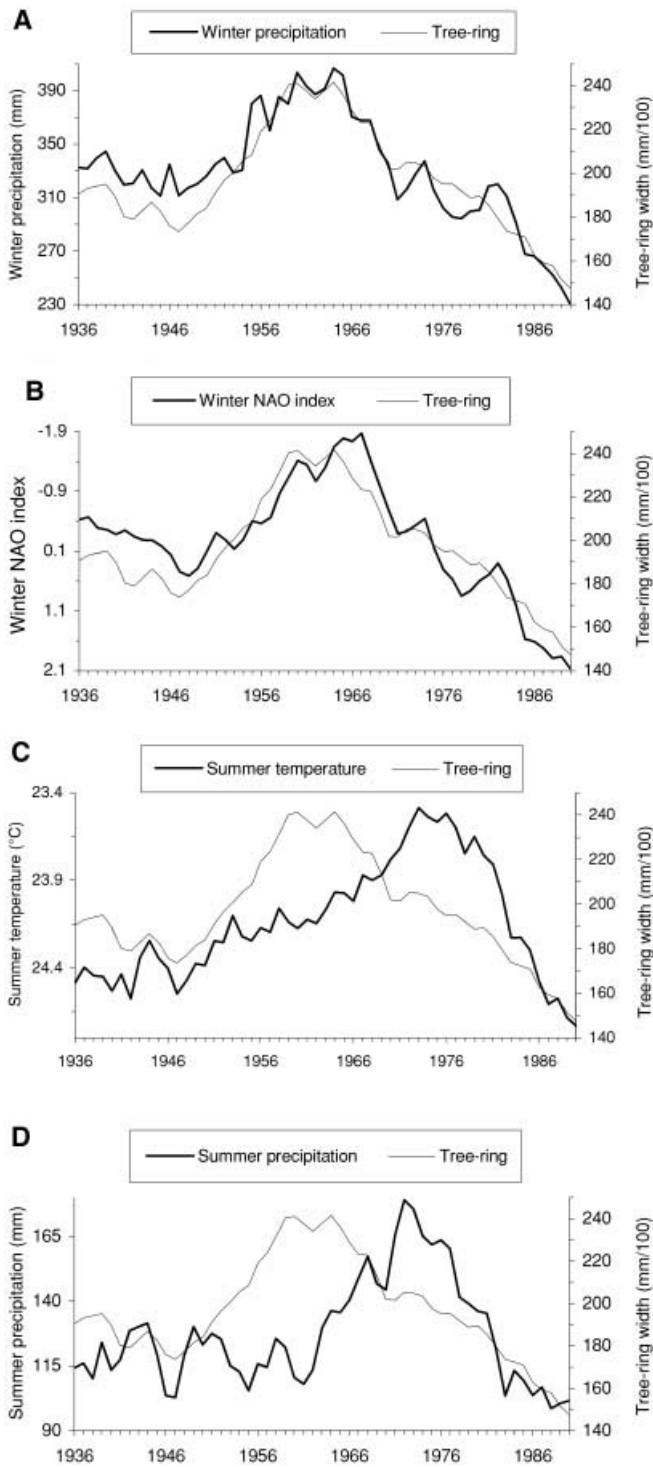 A
Winter precipitation Tree-ring
Winter precipitation (mm)
390
350
310
270
230
240
220
200
180
160
140
Tree-ring width (mm/100)
1936 1946 1956 1966 1976 1986
B
Winter NAO index Tree-ring
Winter NAO index
-1.9
-0.9
0.1
1.1
2.1
240
220
200
180
160
140
Tree-ring width (mm/100)
1936 1946 1956 1966 1976 1986
C
Summer temperature Tree-ring
Summer temperature (°C)
23.4
23.9
24.4
240
220
200
180
160
140
Tree-ring width (mm/100)
1936 1946 1956 1966 1976 1986
D
Summer precipitation Tree-ring
Summer precipitation (mm)
165
140
115
90
240
220
200
180
160
140
Tree-ring width (mm/100)
1936 1946 1956 1966 1976 1986